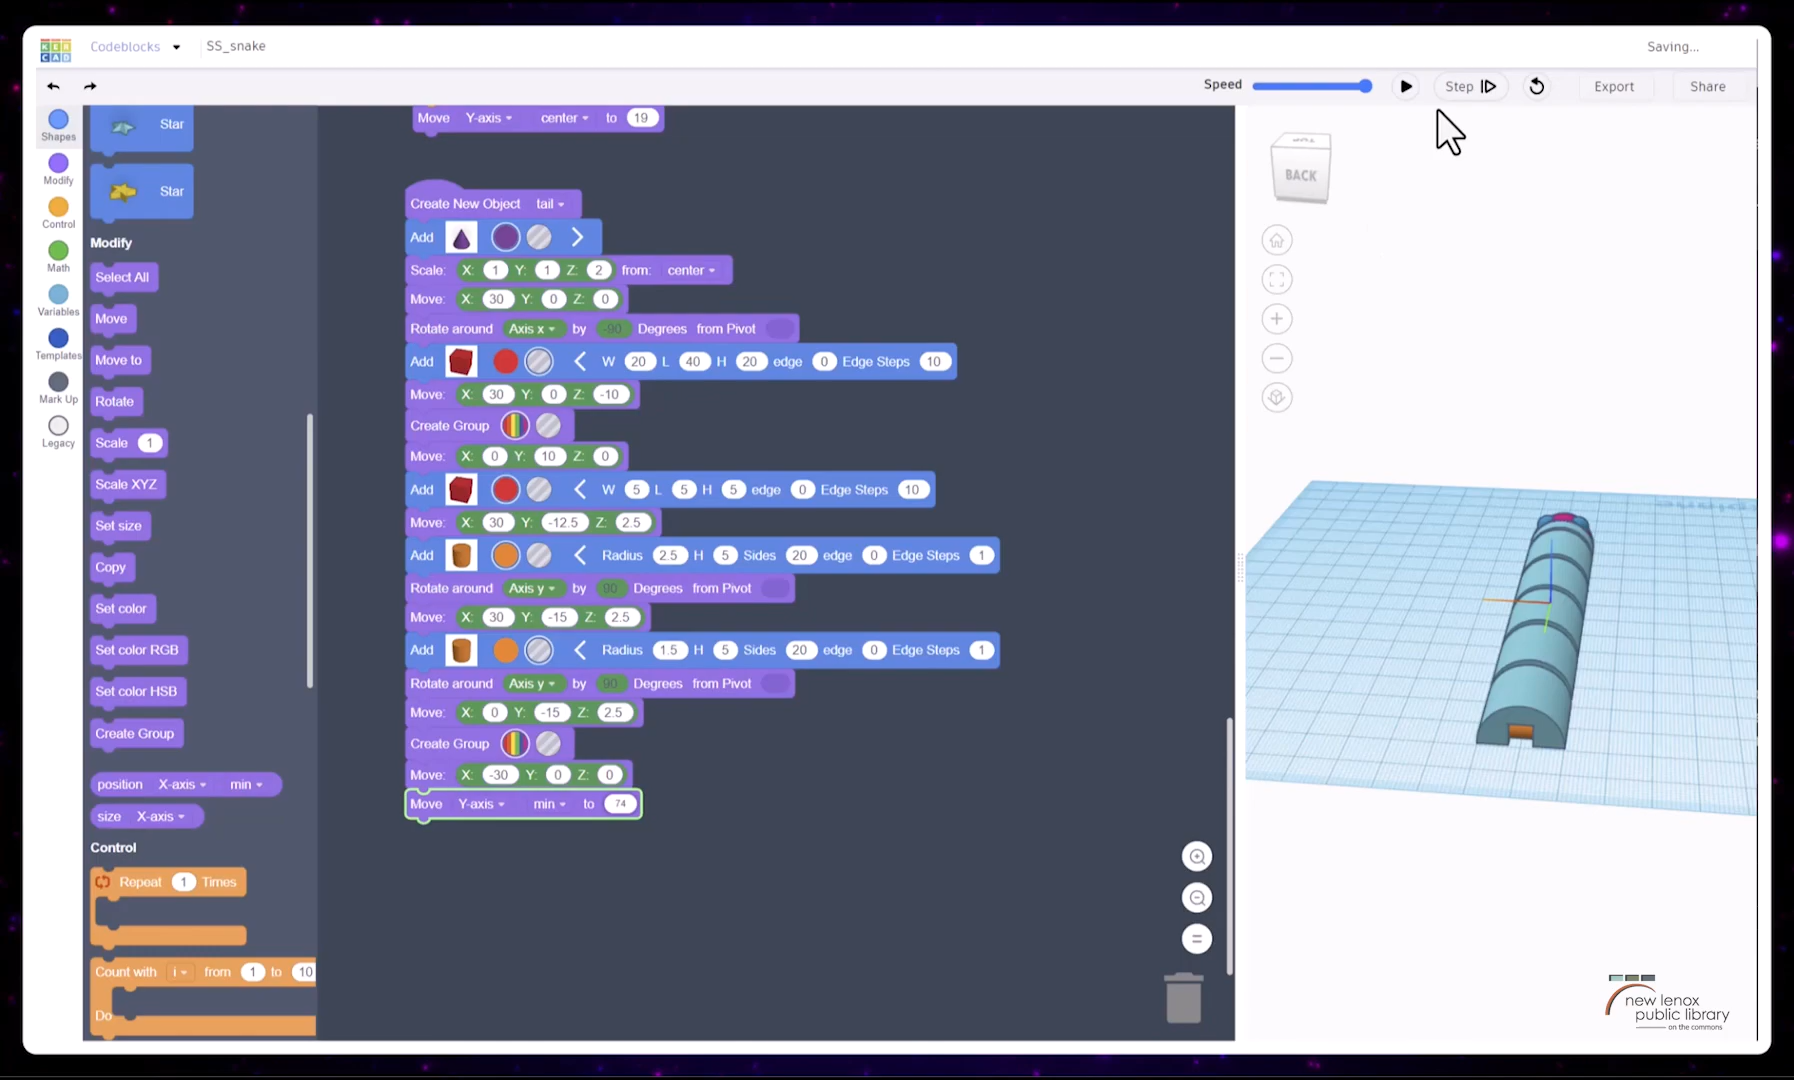 KER
CAD
Codeblocks SS_snake Saving...
Speed Step Export Share
Shapes
Modify
Control
Math
Variables
Templates
Mark Up
Legacy
Star
Star
Modify
Select All
Move
Move to
Rotate
Scale 1
Scale XYZ
Set size
Copy
Set color
Set color RGB
Set color HSB
Create Group
position X-axis min
size X-axis
Control
Repeat 1 Times
Count with i from 1 to 10
Do
Move Y-axis center to 19
Create New Object tail
Add
Scale: X: 1 Y: 1 Z: 2 from: center
Move: X: 30 Y: 0 Z: 0
Rotate around Axis x by -90 Degrees from Pivot
Add W 20 L 40 H 20 edge 0 Edge Steps 10
Move: X: 30 Y: 0 Z: -10
Create Group
Move: X: 0 Y: 10 Z: 0
Add W 5 L 5 H 5 edge 0 Edge Steps 10
Move: X: 30 Y: -12.5 Z: 2.5
Add Radius 2.5 H 5 Sides 20 edge 0 Edge Steps 1
Rotate around Axis y by 90 Degrees from Pivot
Move: X: 30 Y: -15 Z: 2.5
Add Radius 1.5 H 5 Sides 20 edge 0 Edge Steps 1
Rotate around Axis y by 90 Degrees from Pivot
Move: X: 0 Y: -15 Z: 2.5
Create Group
Move: X: -30 Y: 0 Z: 0
Move Y-axis min to 74
TOP
BACK
new lenox
public library
on the commons